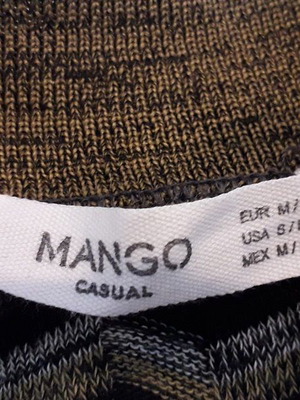 MANGO
CASUAL
EUR M /
USA S /
MEX M /